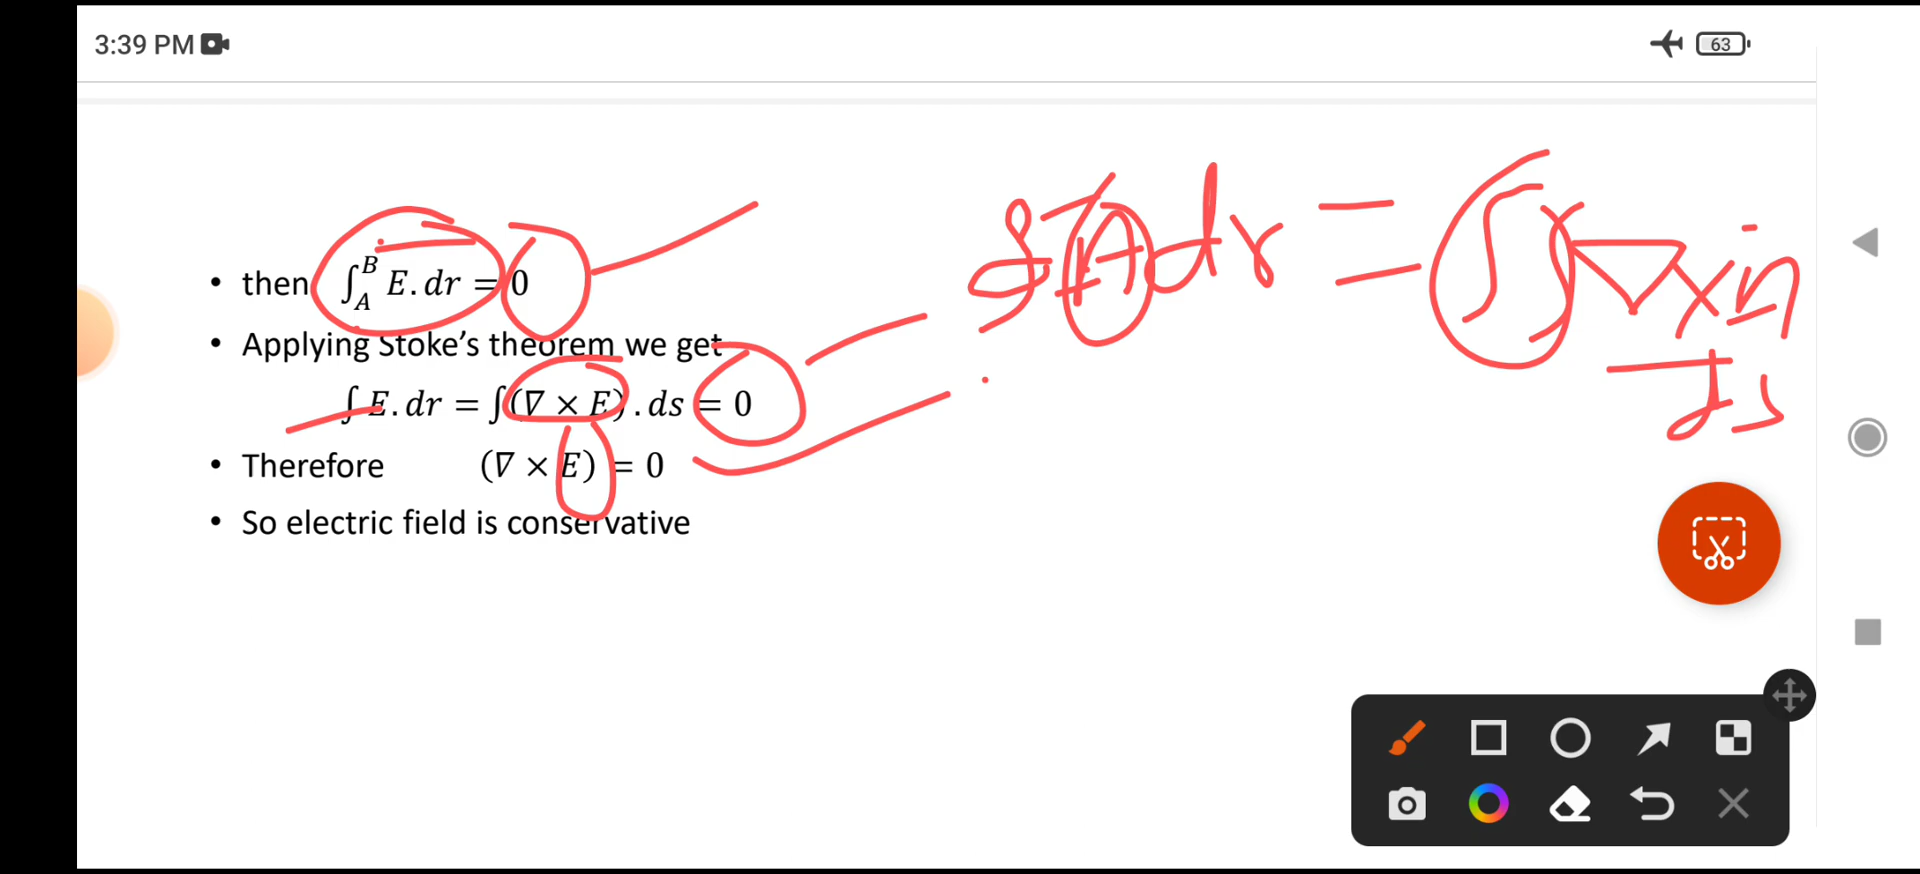 3:39 PM
63
• then ∫_A^B E.dr = 0
• Applying Stoke’s theorem we get
∫ E.dr = ∫(∇ × E).ds = 0
• Therefore (∇ × E) = 0
• So electric field is conservative
dr = ∫∫ ∇ ×
ds